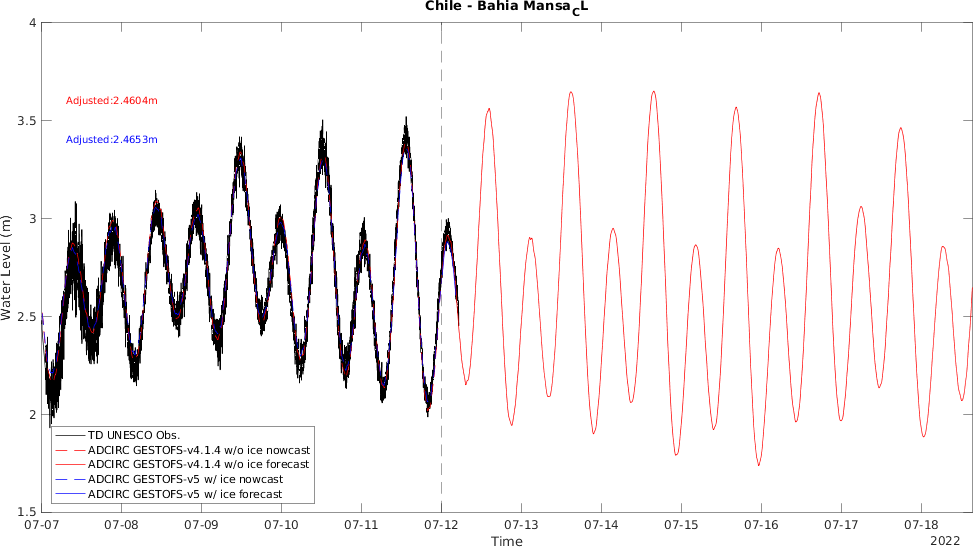 Chile - Bahia Mansa_CL
4
3.5
3
2.5
2
1.5
Water Level (m)
Adjusted:2.4604m
Adjusted:2.4653m
TD UNESCO Obs.
ADCIRC GESTOFS-v4.1.4 w/o ice nowcast
ADCIRC GESTOFS-v4.1.4 w/o ice forecast
ADCIRC GESTOFS-v5 w/ ice nowcast
ADCIRC GESTOFS-v5 w/ ice forecast
07-07 07-08 07-09 07-10 07-11 07-12 07-13 07-14 07-15 07-16 07-17 07-18
Time
2022